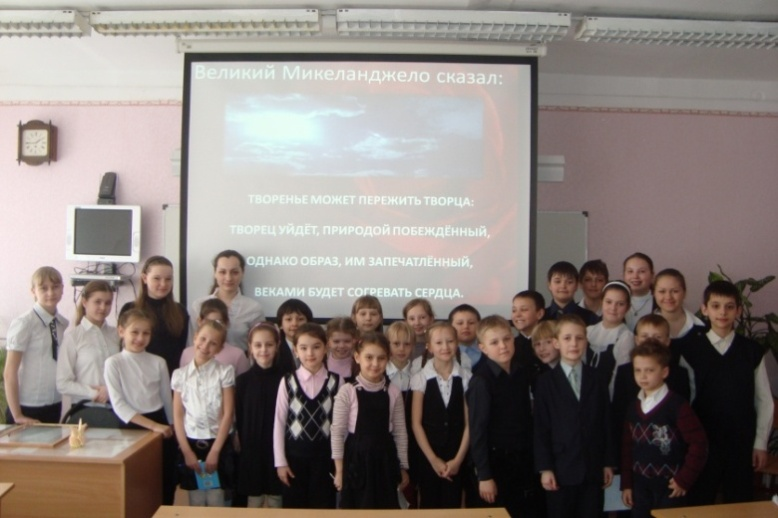 Великий Микеланджело сказал:
ТВОРЕНЬЕ МОЖЕТ ПЕРЕЖИТЬ ТВОРЦА:
ТВОРЕЦ УЙДЁТ, ПРИРОДОЙ ПОБЕЖДЁННЫЙ,
ОДНАКО ОБРАЗ, ИМ ЗАПЕЧАТЛЁННЫЙ,
ВЕКАМИ БУДЕТ СОГРЕВАТЬ СЕРДЦА.